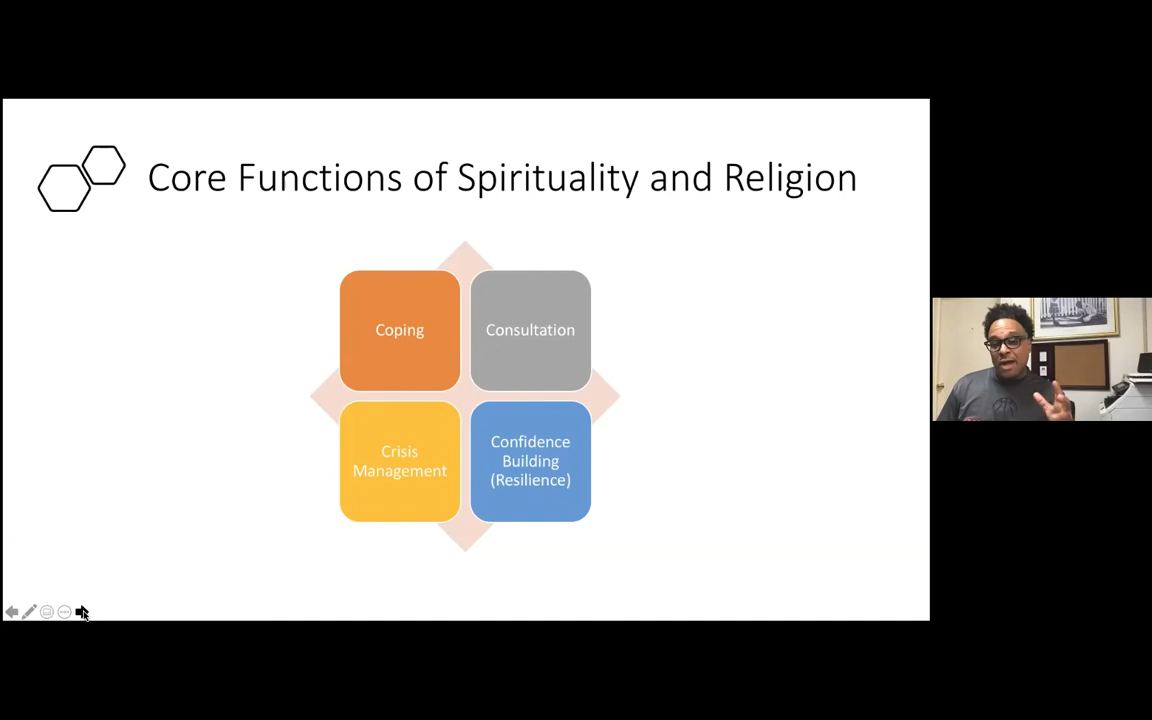 Core Functions of Spirituality and Religion
Coping
Consultation
Crisis
Management
Confidence
Building
(Resilience)